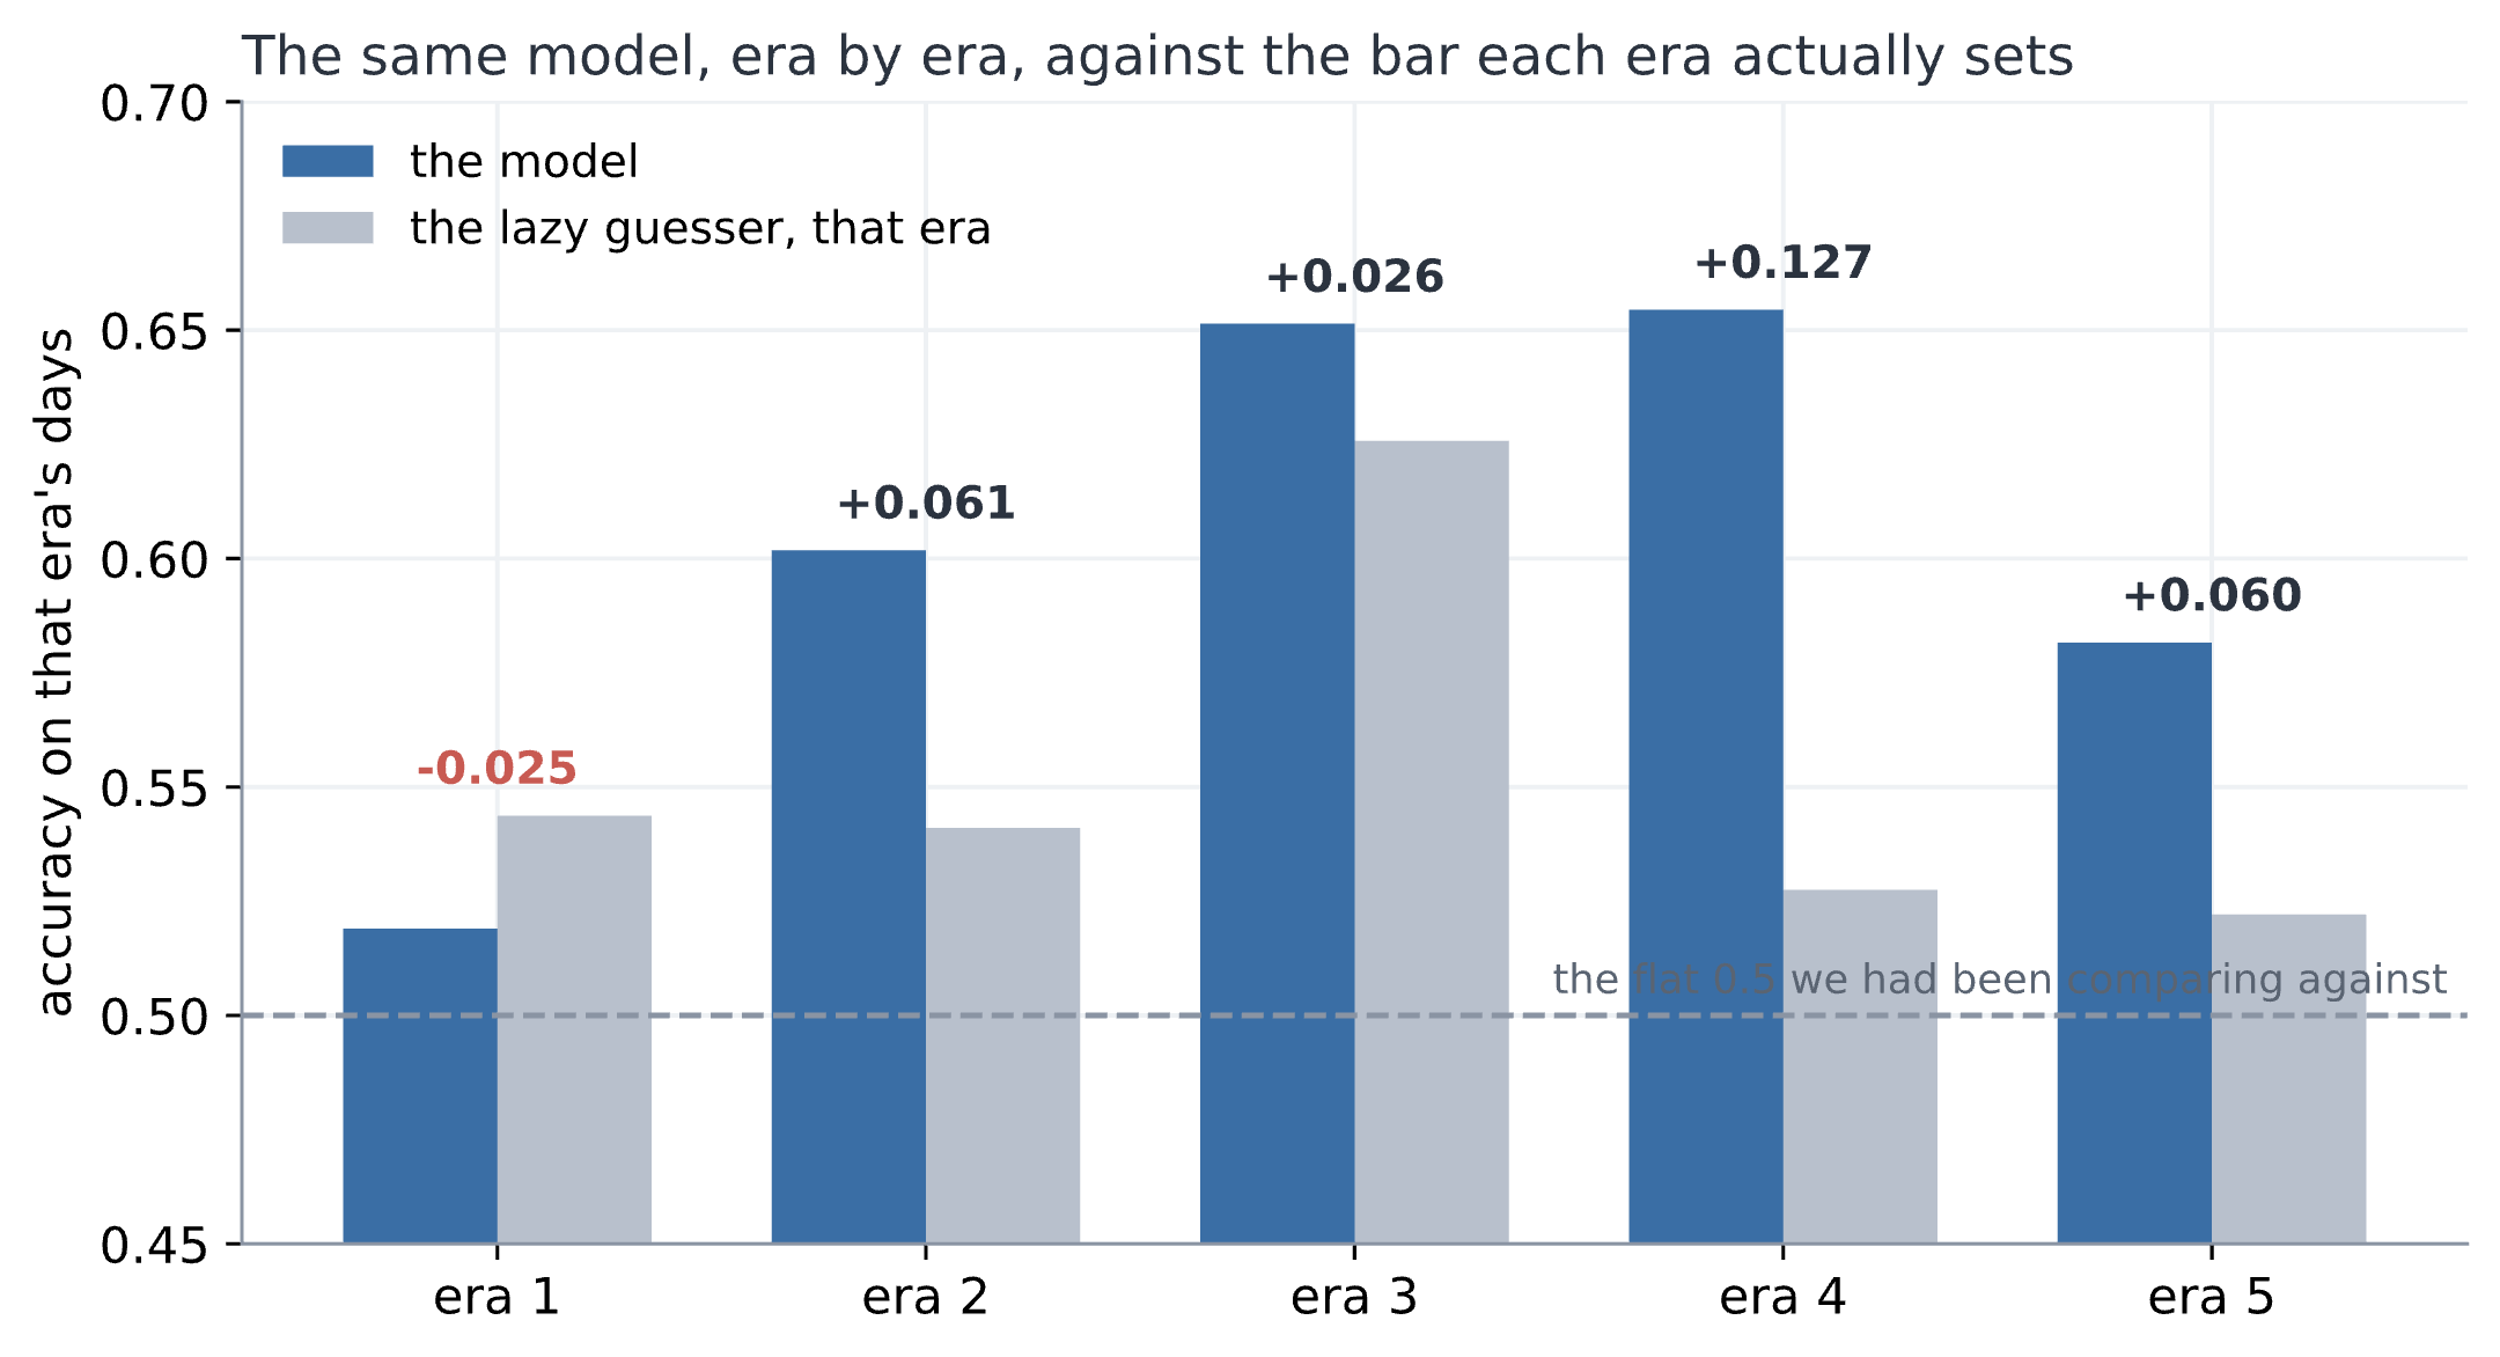 The same model, era by era, against the bar each era actually sets
0.70
0.65
0.60
0.55
0.50
0.45
accuracy on that era's days
the model
the lazy guesser, that era
-0.025
+0.061
+0.026
+0.127
+0.060
the flat 0.5 we had been comparing against
era 1
era 2
era 3
era 4
era 5